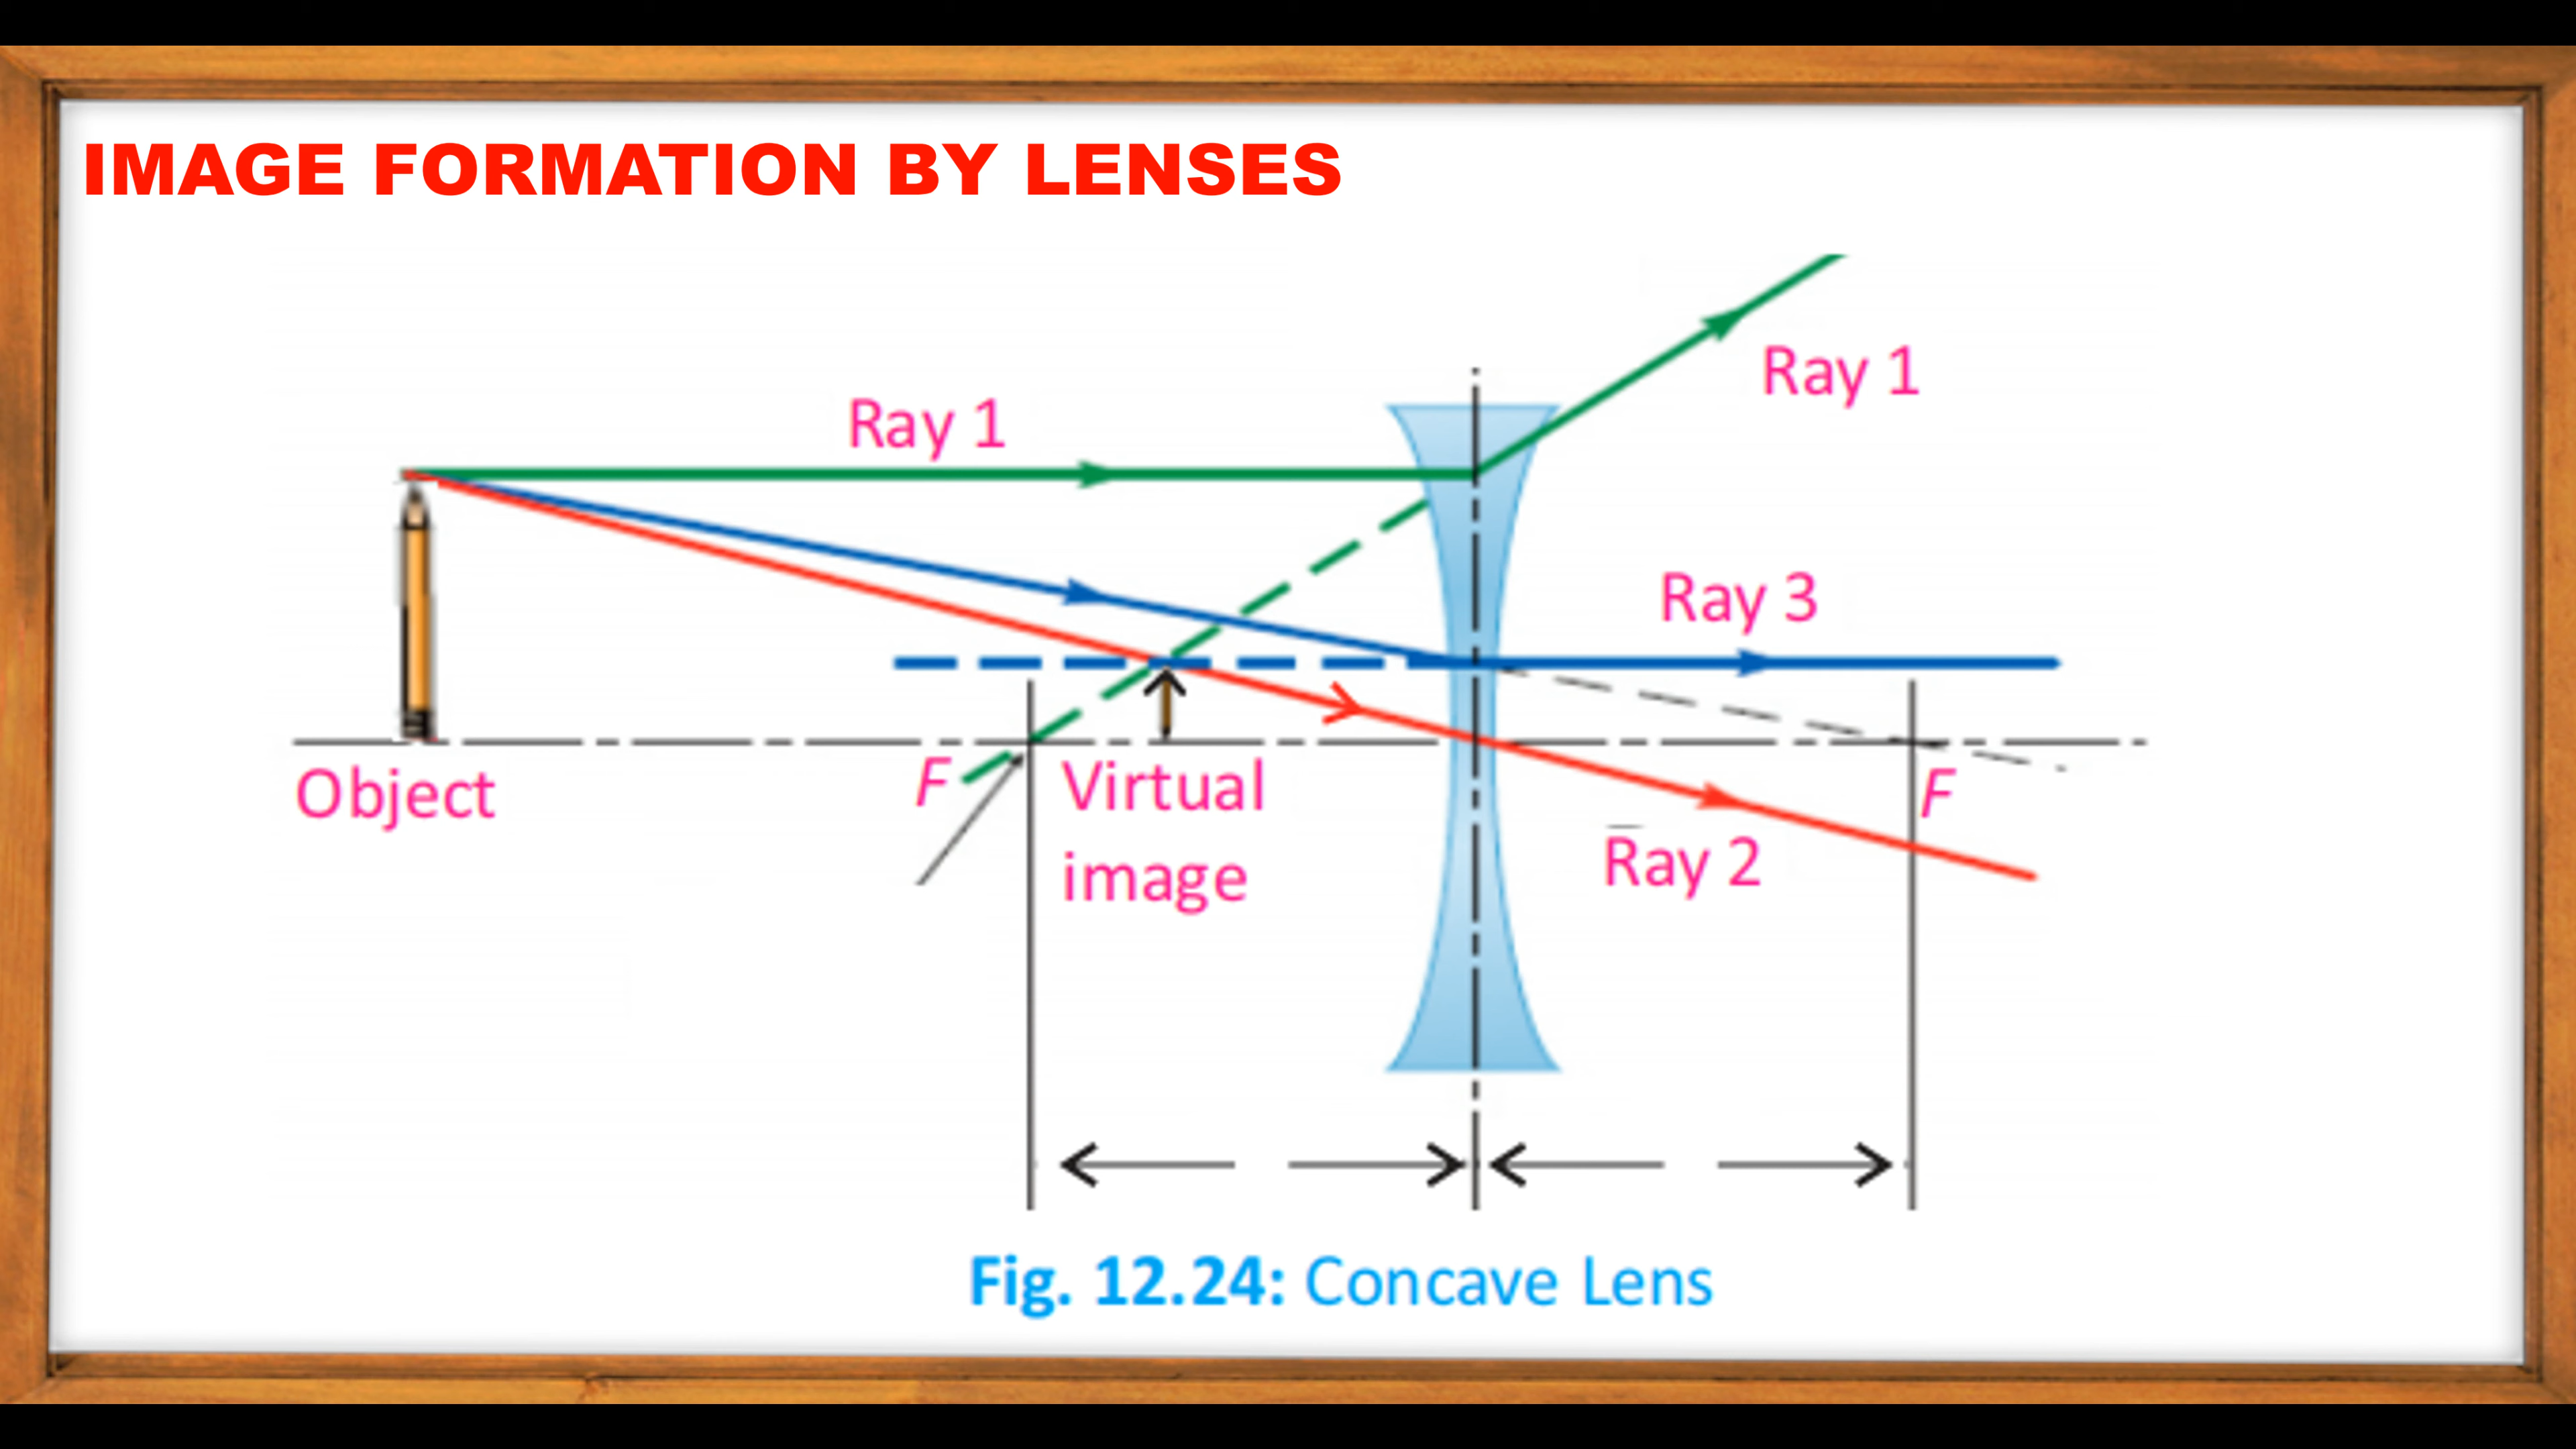 IMAGE FORMATION BY LENSES
Ray 1
Ray 1
Ray 3
Object
F
Virtual
image
F
Ray 2
Fig. 12.24: Concave Lens